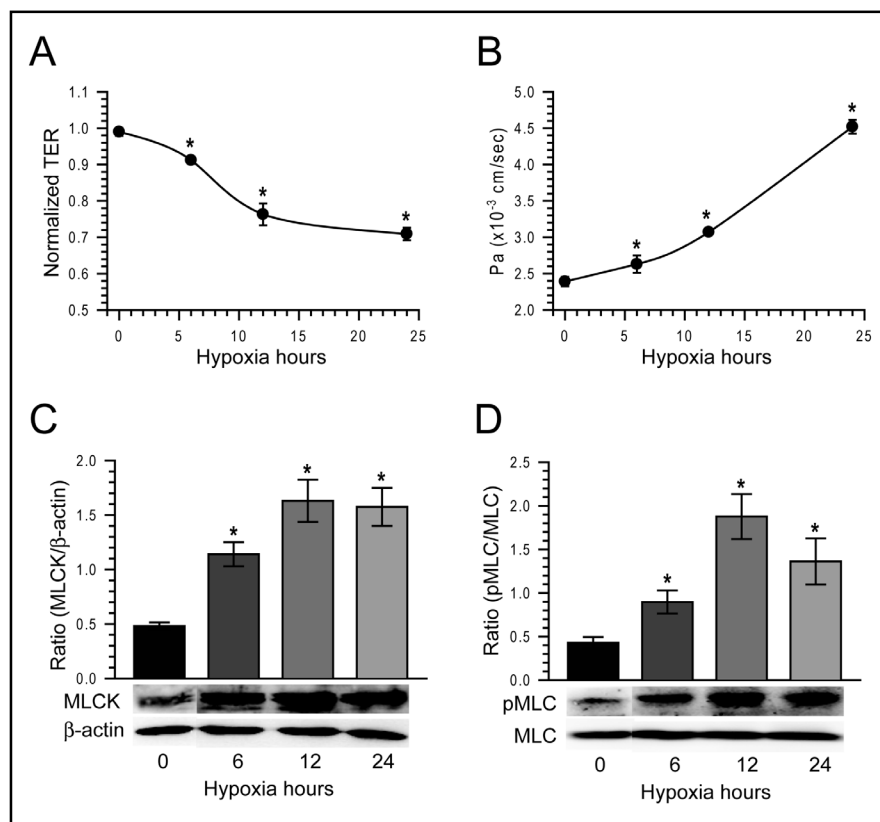 A
Normalized TER
1.1
1.0
0.9
0.8
0.7
0.6
0.5
*
*
*
0 5 10 15 20 25
Hypoxia hours
B
Pa (x10⁻³ cm/sec)
5.0
4.5
4.0
3.5
3.0
2.5
2.0
*
*
*
0 5 10 15 20 25
Hypoxia hours
C
Ratio (MLCK/β-actin)
2.0
1.5
1.0
0.5
0.0
*
*
*
MLCK
β-actin
0 6 12 24
Hypoxia hours
D
Ratio (pMLC/MLC)
2.5
2.0
1.5
1.0
0.5
0.0
*
*
*
pMLC
MLC
0 6 12 24
Hypoxia hours